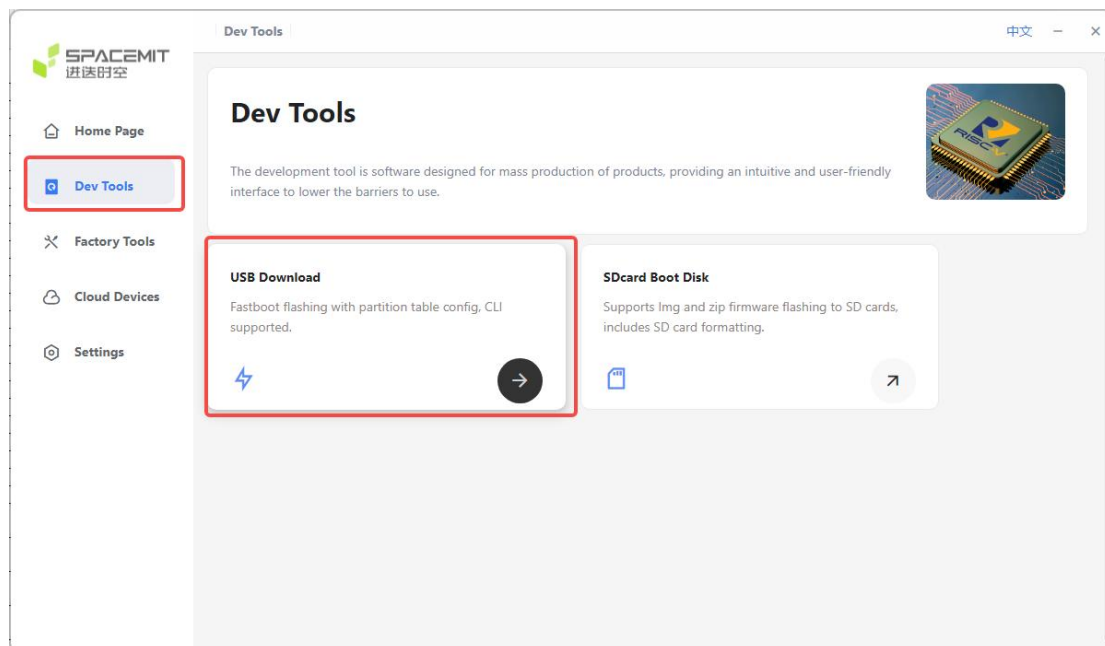 SPACEMIT
进迭时空
Home Page
Dev Tools
Factory Tools
Cloud Devices
Settings
Dev Tools
中文
Dev Tools
The development tool is software designed for mass production of products, providing an intuitive and user-friendly
interface to lower the barriers to use.
RISC
USB Download
Fastboot flashing with partition table config, CLI
supported.
SDcard Boot Disk
Supports Img and zip firmware flashing to SD cards,
includes SD card formatting.